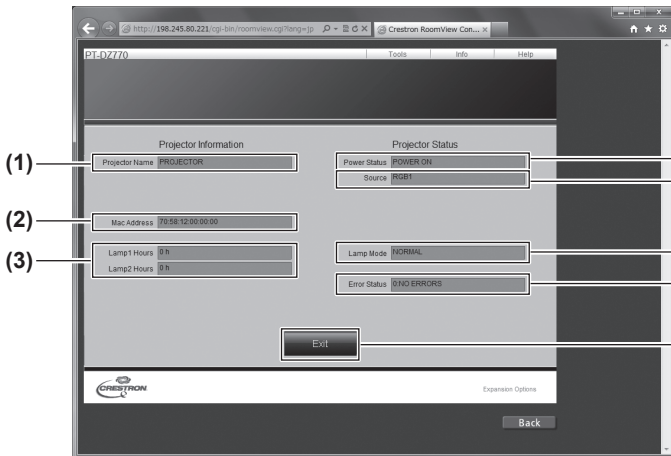 http://198.245.80.221/cgi-bin/roomview.cgi?lang=jp
Crestron RoomView Con...
PT-DZ770
Tools Info Help
Projector Information
Projector Status
(1)
Projector Name PROJECTOR
Power Status POWER ON
Source RGB1
(2)
Mac Address 70:58:12:00:00:00
(3)
Lamp1 Hours 0 h
Lamp2 Hours 0 h
Lamp Mode NORMAL
Error Status 0:NO ERRORS
Exit
CRESTRON
Expansion Options
Back